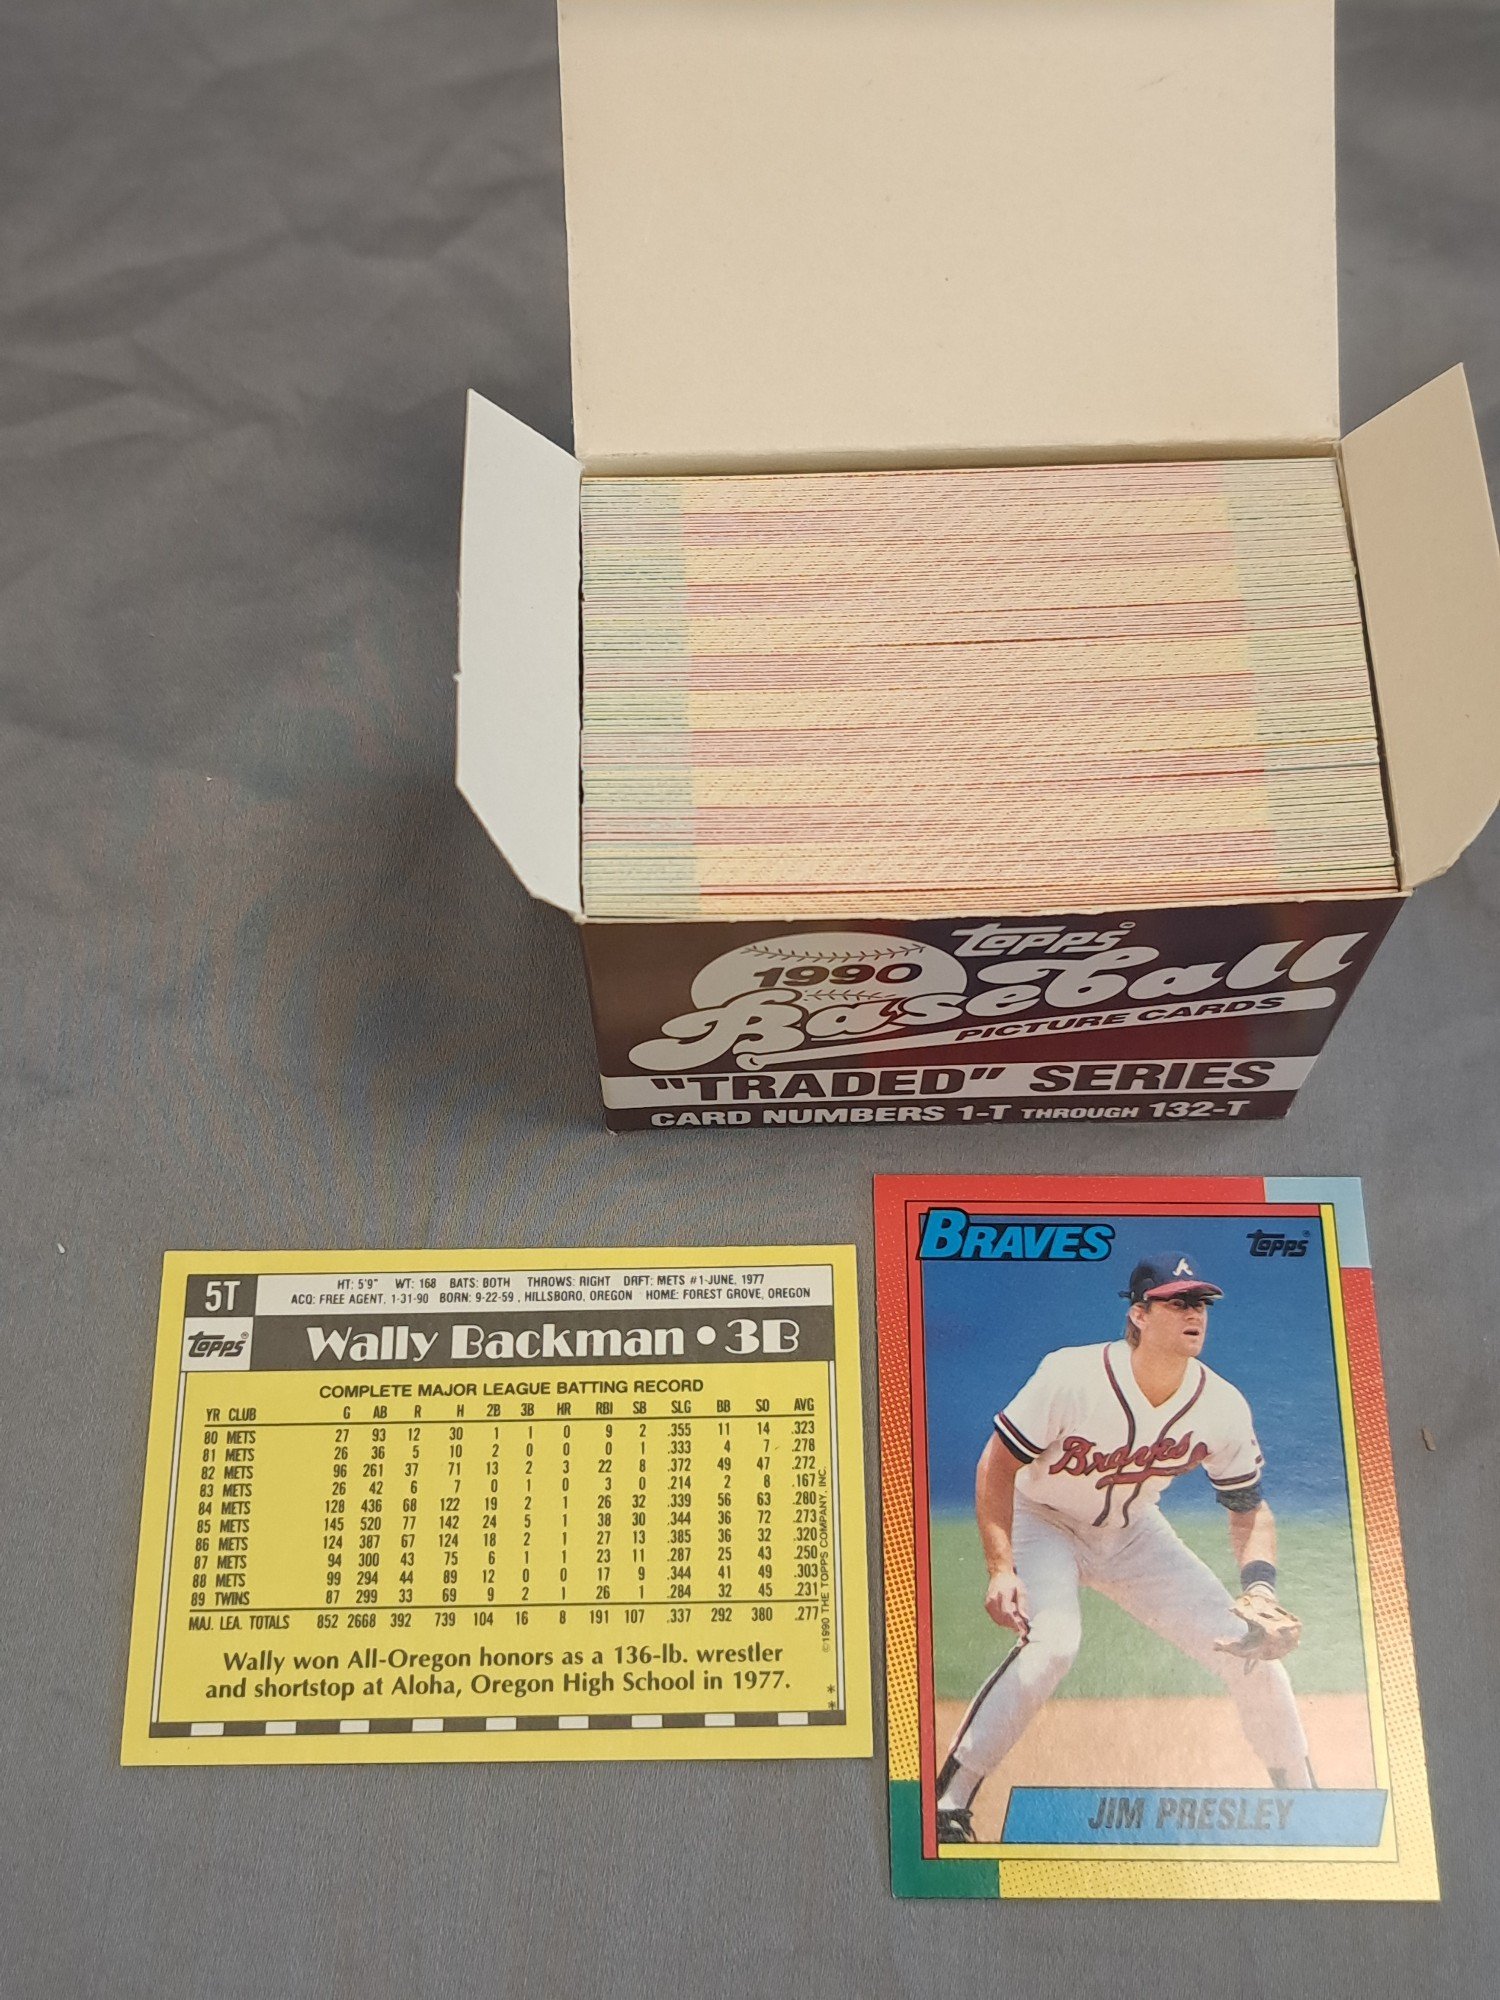 topps®
1990
Baseball
PICTURE CARDS
"TRADED" SERIES
CARD NUMBERS 1-T THROUGH 132-T
5T
HT: 5'9" WT: 168 BATS: BOTH THROWS: RIGHT DRFT: METS #1-JUNE, 1977
ACQ: FREE AGENT, 1-31-90 BORN: 9-22-59, HILLSBORO, OREGON HOME: FOREST GROVE, OREGON
topps®
Wally Backman • 3B
COMPLETE MAJOR LEAGUE BATTING RECORD
YR CLUB G AB R H 2B 3B HR RBI SB SLG BB SO AVG
80 METS 27 93 12 30 1 1 0 9 2 .355 11 14 .323
81 METS 26 36 5 10 2 0 0 0 1 .333 4 7 .278
82 METS 96 261 37 71 13 2 3 22 8 .372 49 47 .272
83 METS 26 42 6 7 0 1 0 3 0 .214 2 8 .167
84 METS 128 436 68 122 19 2 1 26 32 .339 56 63 .280
85 METS 145 520 77 142 24 5 1 38 30 .344 36 72 .273
86 METS 124 387 67 124 18 2 1 27 13 .385 36 32 .320
87 METS 94 300 43 75 6 1 1 23 11 .287 25 43 .250
88 METS 99 294 44 89 12 0 0 17 9 .344 41 49 .303
89 TWINS 87 299 33 69 9 2 1 26 1 .284 32 45 .231
MAJ. LEA. TOTALS 852 2668 392 739 104 16 8 191 107 .337 292 380 .277
©1990 THE TOPPS COMPANY, INC.
Wally won All-Oregon honors as a 136-lb. wrestler
and shortstop at Aloha, Oregon High School in 1977.
**
BRAVES
topps®
A
Braves
JIM PRESLEY